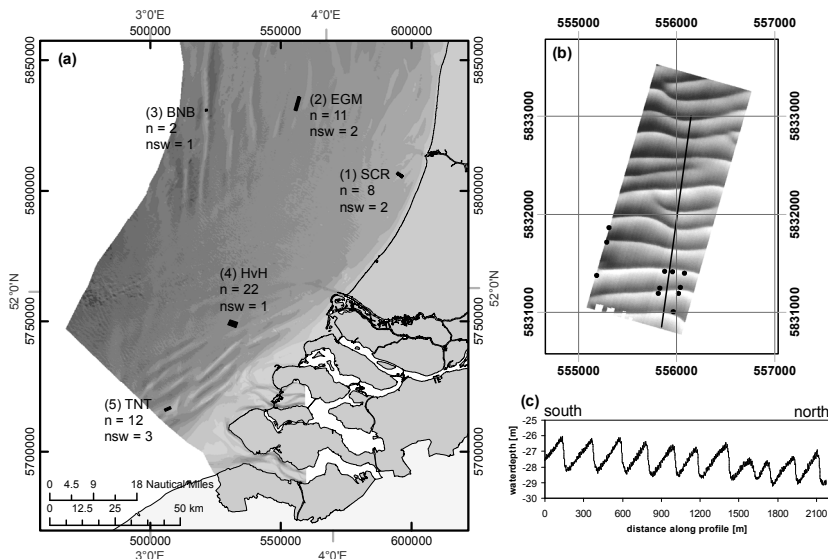 3°0'E
4°0'E
500000
550000
600000
(a)
5850000
5800000
5750000
5700000
52°0'N
52°0'N
(3) BNB
n = 2
nsw = 1
(2) EGM
n = 11
nsw = 2
(1) SCR
n = 8
nsw = 2
(4) HvH
n = 22
nsw = 1
(5) TNT
n = 12
nsw = 3
0 4.5 9 18 Nautical Miles
0 12.5 25 50 km
500000
550000
600000
3°0'E
4°0'E
555000
556000
557000
(b)
5833000
5832000
5831000
5833000
5832000
5831000
555000
556000
557000
(c)
south
north
waterdepth [m]
-25
-26
-27
-28
-29
-30
0 300 600 900 1200 1500 1800 2100
distance along profile [m]